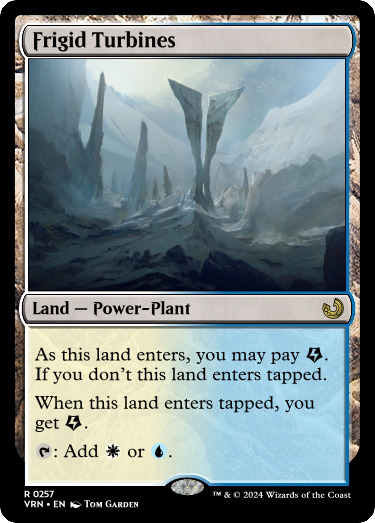 Frigid Turbines
Land — Power-Plant
As this land enters, you may pay.
If you don't this land enters tapped.
When this land enters tapped, you
get.
: Add or.
R 0257
VRN • EN Tom Garden
™ & © 2024 Wizards of the Coast